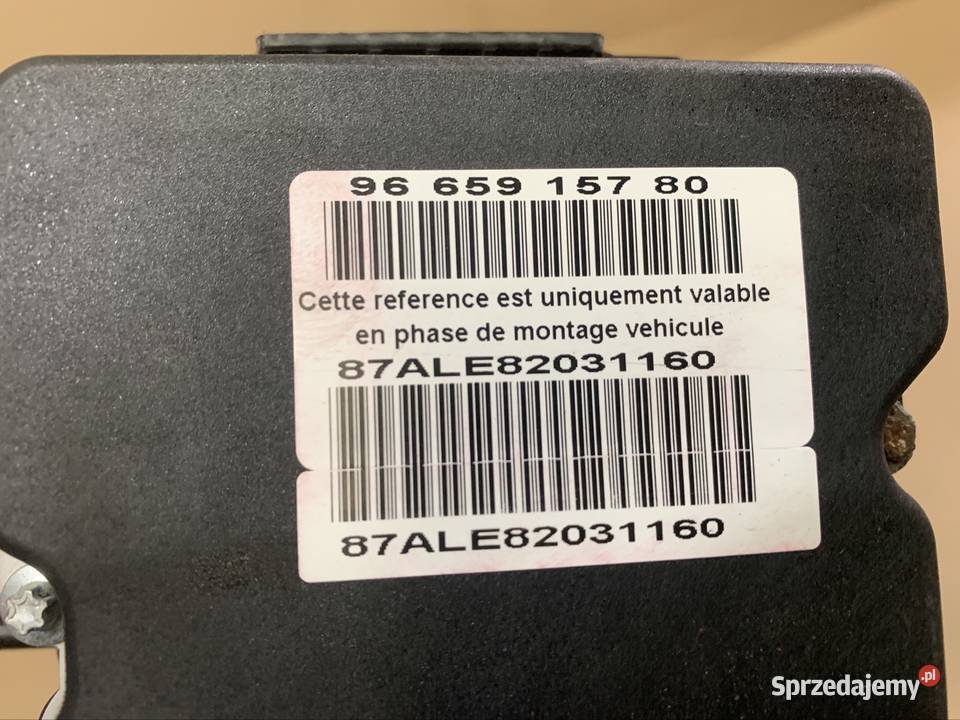 96 659 157 80
Cette reference est uniquement valable
en phase de montage vehicule
87ALE82031160
87ALE82031160
Sprzedajemy.pl